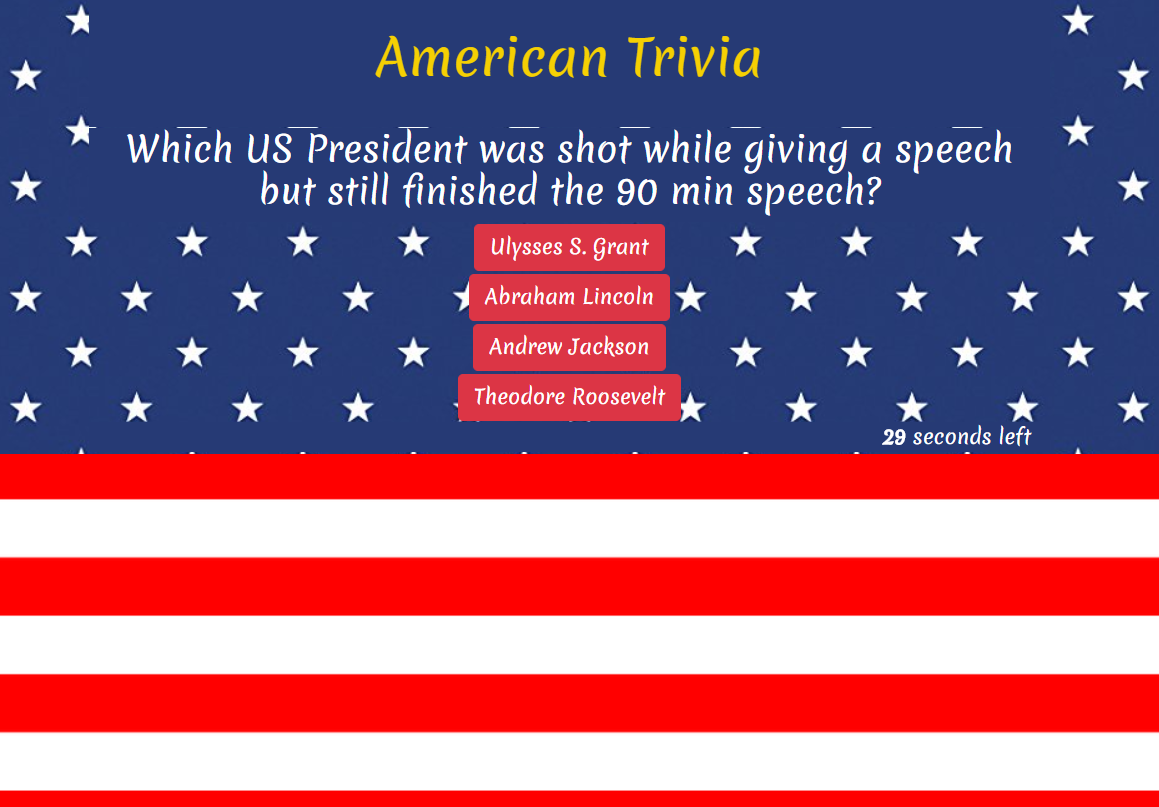 American Trivia
Which US President was shot while giving a speech
but still finished the 90 min speech?
Ulysses S. Grant
Abraham Lincoln
Andrew Jackson
Theodore Roosevelt
29 seconds left